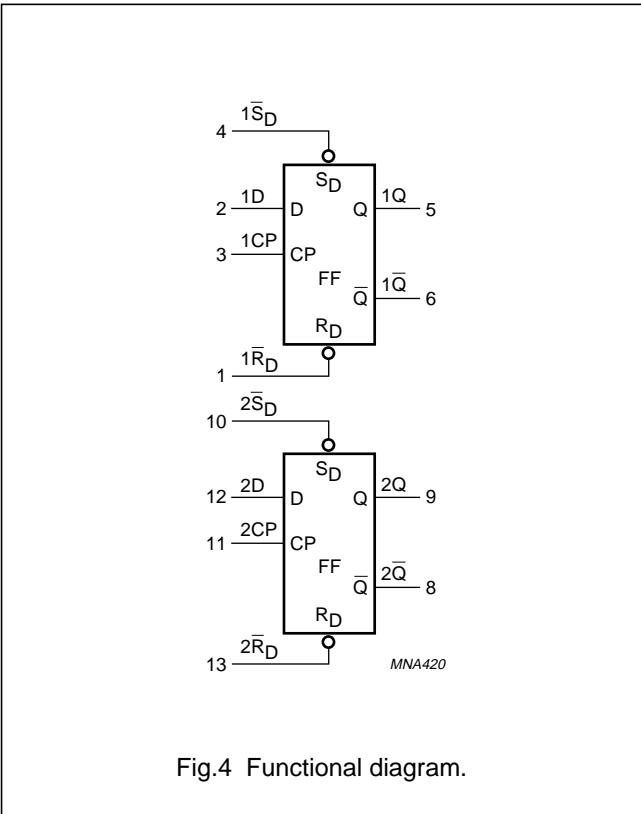 1S̅D
4
SD
1D 1Q
2 D Q 5
1CP
3 CP
FF 1Q̅
Q̅ 6
RD
1R̅D
1
2S̅D
10
SD
2D 2Q
12 D Q 9
2CP
11 CP
FF 2Q̅
Q̅ 8
RD
2R̅D
13 MNA420
Fig.4 Functional diagram.